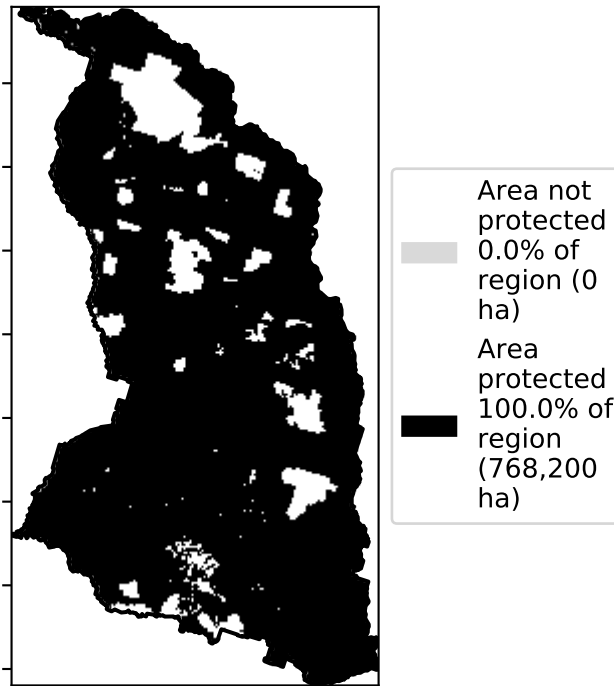 Area not
protected
0.0% of
region (0
ha)
Area
protected
100.0% of
region
(768,200
ha)